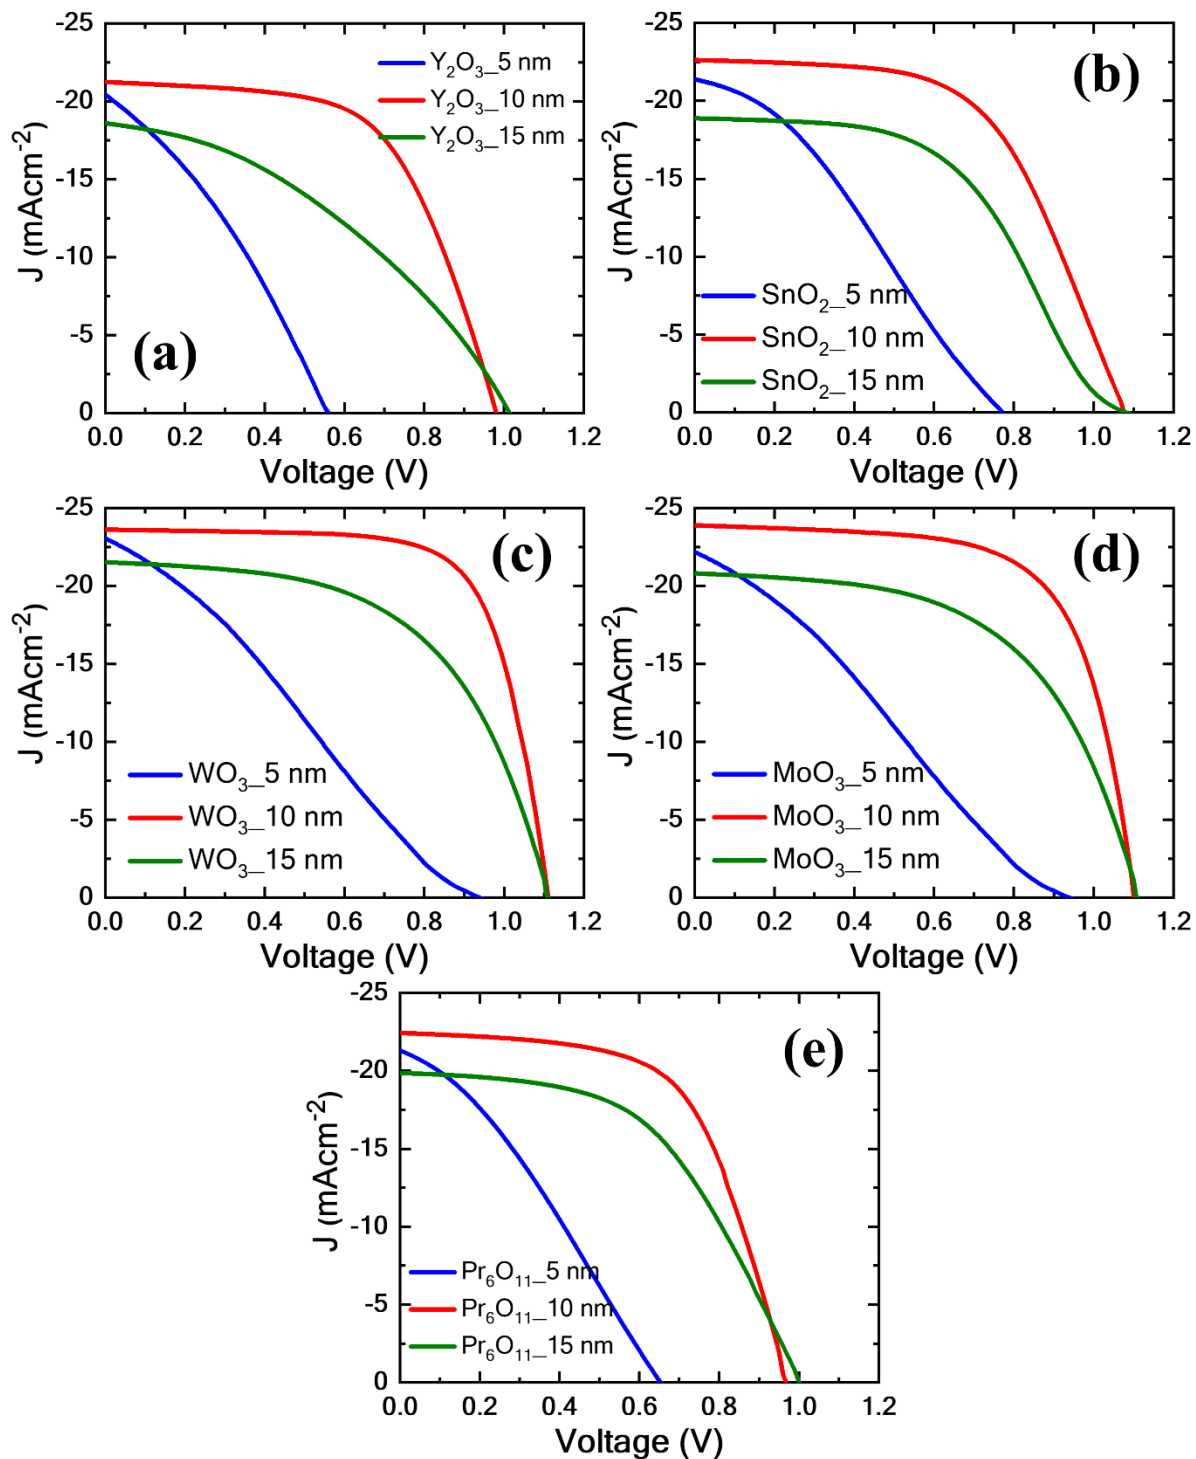 -25
-20
-15
-10
-5
0
J (mAcm⁻²)
Y₂O₃_5 nm
Y₂O₃_10 nm
Y₂O₃_15 nm
(a)
0.0 0.2 0.4 0.6 0.8 1.0 1.2
Voltage (V)
-25
-20
-15
-10
-5
0
J (mAcm⁻²)
(b)
SnO₂_5 nm
SnO₂_10 nm
SnO₂_15 nm
0.0 0.2 0.4 0.6 0.8 1.0 1.2
Voltage (V)
-25
-20
-15
-10
-5
0
J (mAcm⁻²)
(c)
WO₃_5 nm
WO₃_10 nm
WO₃_15 nm
0.0 0.2 0.4 0.6 0.8 1.0 1.2
Voltage (V)
-25
-20
-15
-10
-5
0
J (mAcm⁻²)
(d)
MoO₃_5 nm
MoO₃_10 nm
MoO₃_15 nm
0.0 0.2 0.4 0.6 0.8 1.0 1.2
Voltage (V)
-25
-20
-15
-10
-5
0
J (mAcm⁻²)
(e)
Pr₆O₁₁_5 nm
Pr₆O₁₁_10 nm
Pr₆O₁₁_15 nm
0.0 0.2 0.4 0.6 0.8 1.0 1.2
Voltage (V)